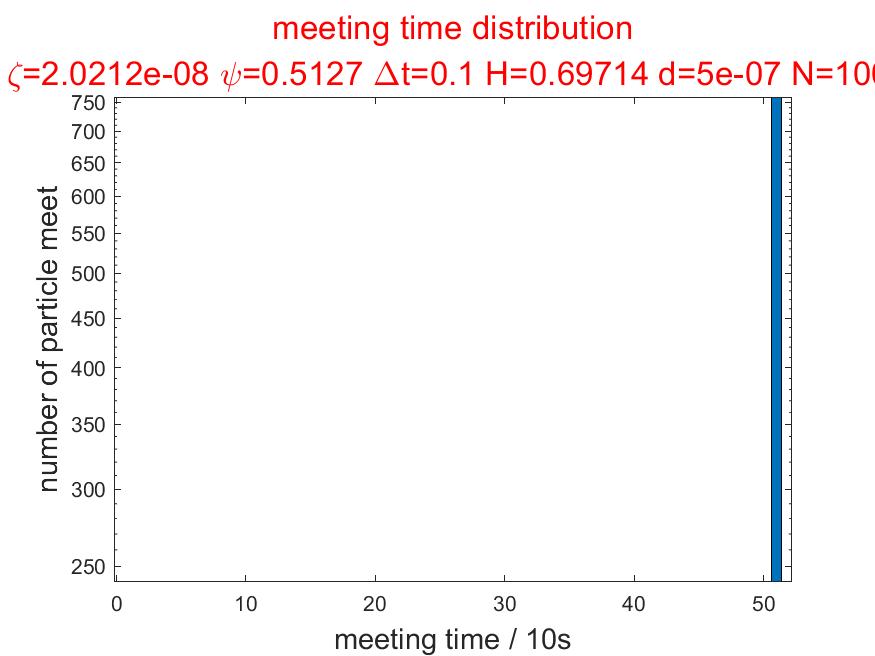 meeting time distribution
ζ=2.0212e-08 ψ=0.5127 Δt=0.1 H=0.69714 d=5e-07
number of particle meet
750
700
650
600
550
500
450
400
350
300
250
0 10 20 30 40 50
meeting time / 10s